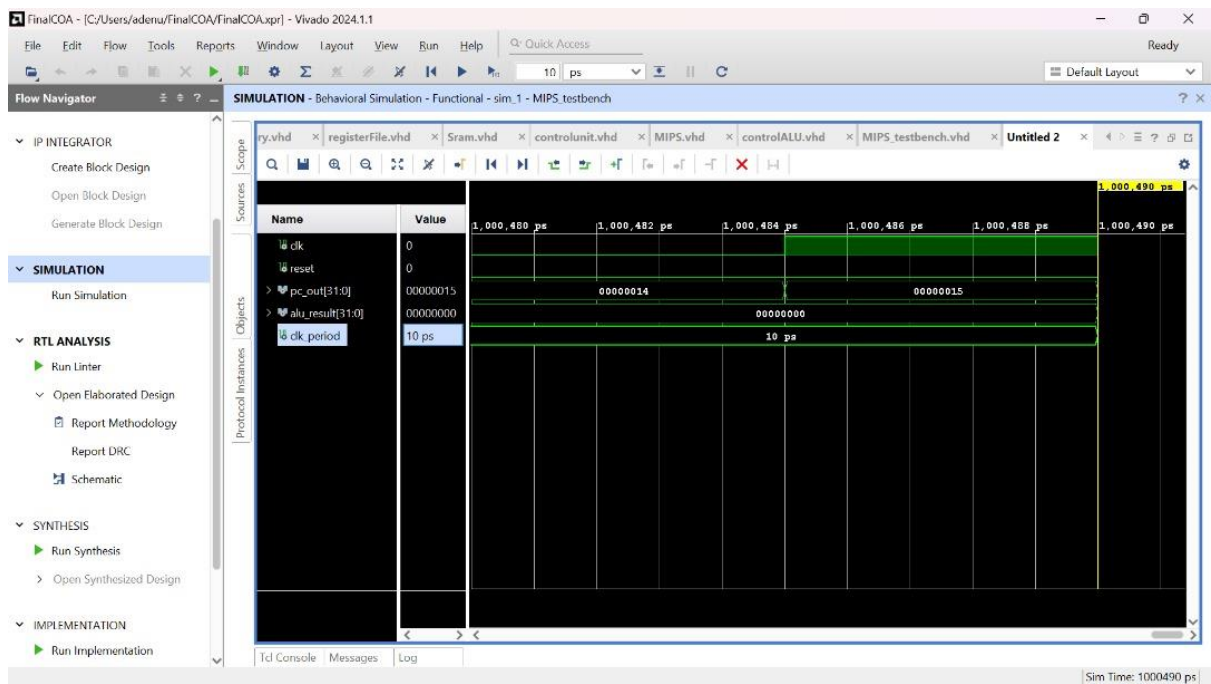 FinalCOA - [C:/Users/adenu/FinalCOA/FinalCOA.xpr] - Vivado 2024.1.1
File Edit Flow Tools Reports Window Layout View Run Help Quick Access Ready
10 ps Default Layout
Flow Navigator SIMULATION - Behavioral Simulation - Functional - sim_1 - MIPS_testbench
IP INTEGRATOR
Create Block Design
Open Block Design
Generate Block Design
SIMULATION
Run Simulation
RTL ANALYSIS
Run Linter
Open Elaborated Design
Report Methodology
Report DRC
Schematic
SYNTHESIS
Run Synthesis
Open Synthesized Design
IMPLEMENTATION
Run Implementation
Scope
Sources
Objects
Protocol Instances
ry.vhd registerFile.vhd Sram.vhd controlunit.vhd MIPS.vhd controlALU.vhd MIPS_testbench.vhd Untitled 2
1,000,490 ps
Name Value 1,000,480 ps 1,000,482 ps 1,000,484 ps 1,000,486 ps 1,000,488 ps 1,000,490 ps
clk 0
reset 0
pc_out[31:0] 00000015 00000014 00000015
alu_result[31:0] 00000000 00000000
clk_period 10 ps 10 ps
Tcl Console Messages Log
Sim Time: 1000490 ps